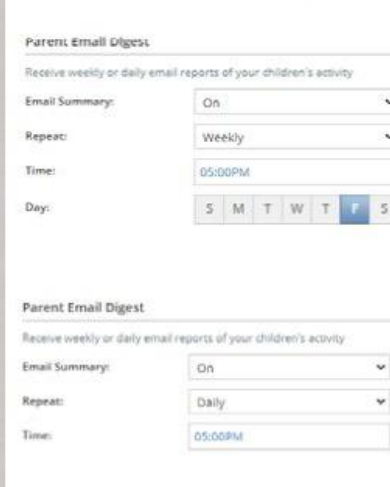 Parent Email Digest
Receive weekly or daily email reports of your children's activity
Email Summary: On
Repeat: Weekly
Time: 05:00PM
Day: S M T W T F S
Parent Email Digest
Receive weekly or daily email reports of your children's activity
Email Summary: On
Repeat: Daily
Time: 05:00PM